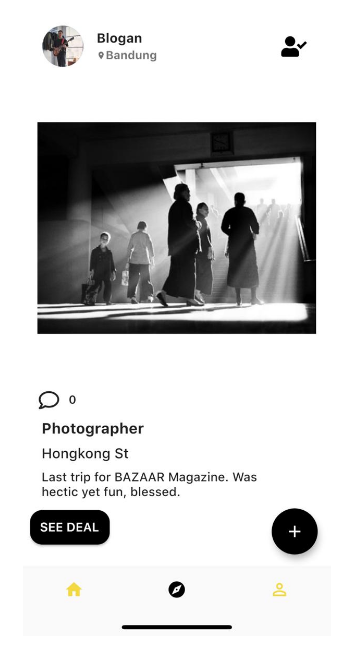 Blogan
Bandung
0
Photographer
Hongkong St
Last trip for BAZAAR Magazine. Was
hectic yet fun, blessed.
SEE DEAL
+